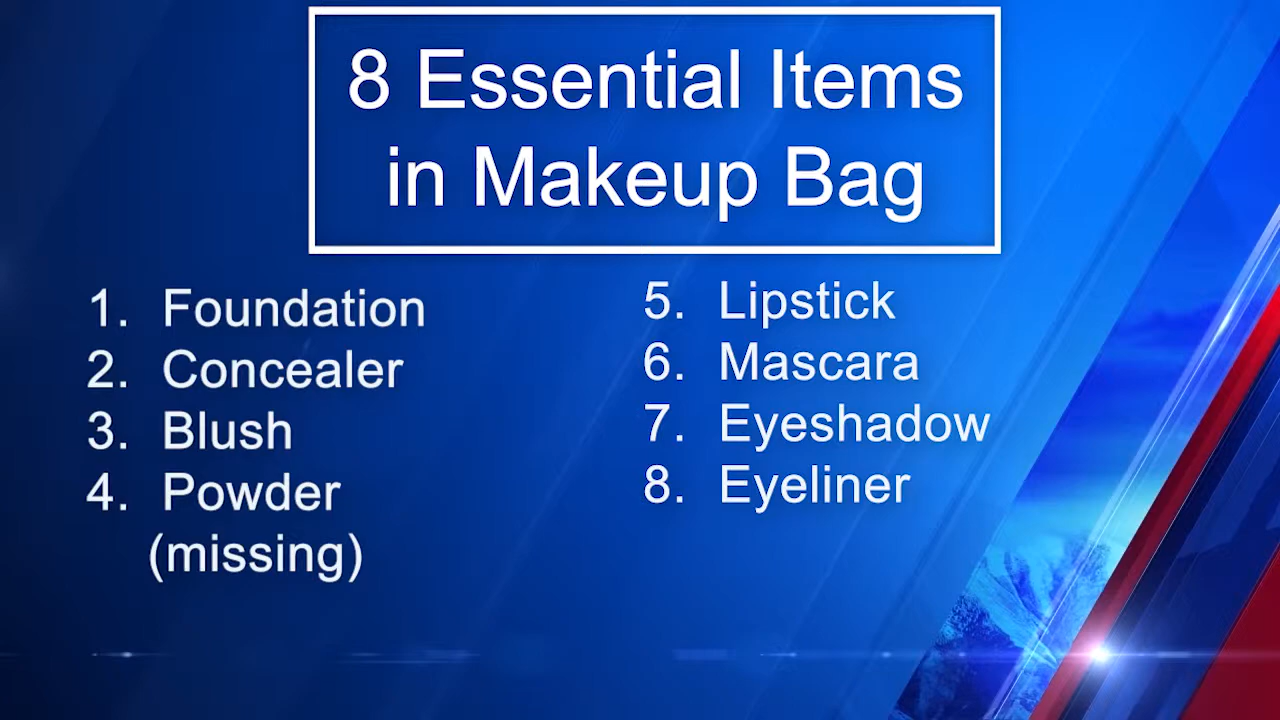 8 Essential Items
in Makeup Bag
1. Foundation
2. Concealer
3. Blush
4. Powder
(missing)
5. Lipstick
6. Mascara
7. Eyeshadow
8. Eyeliner